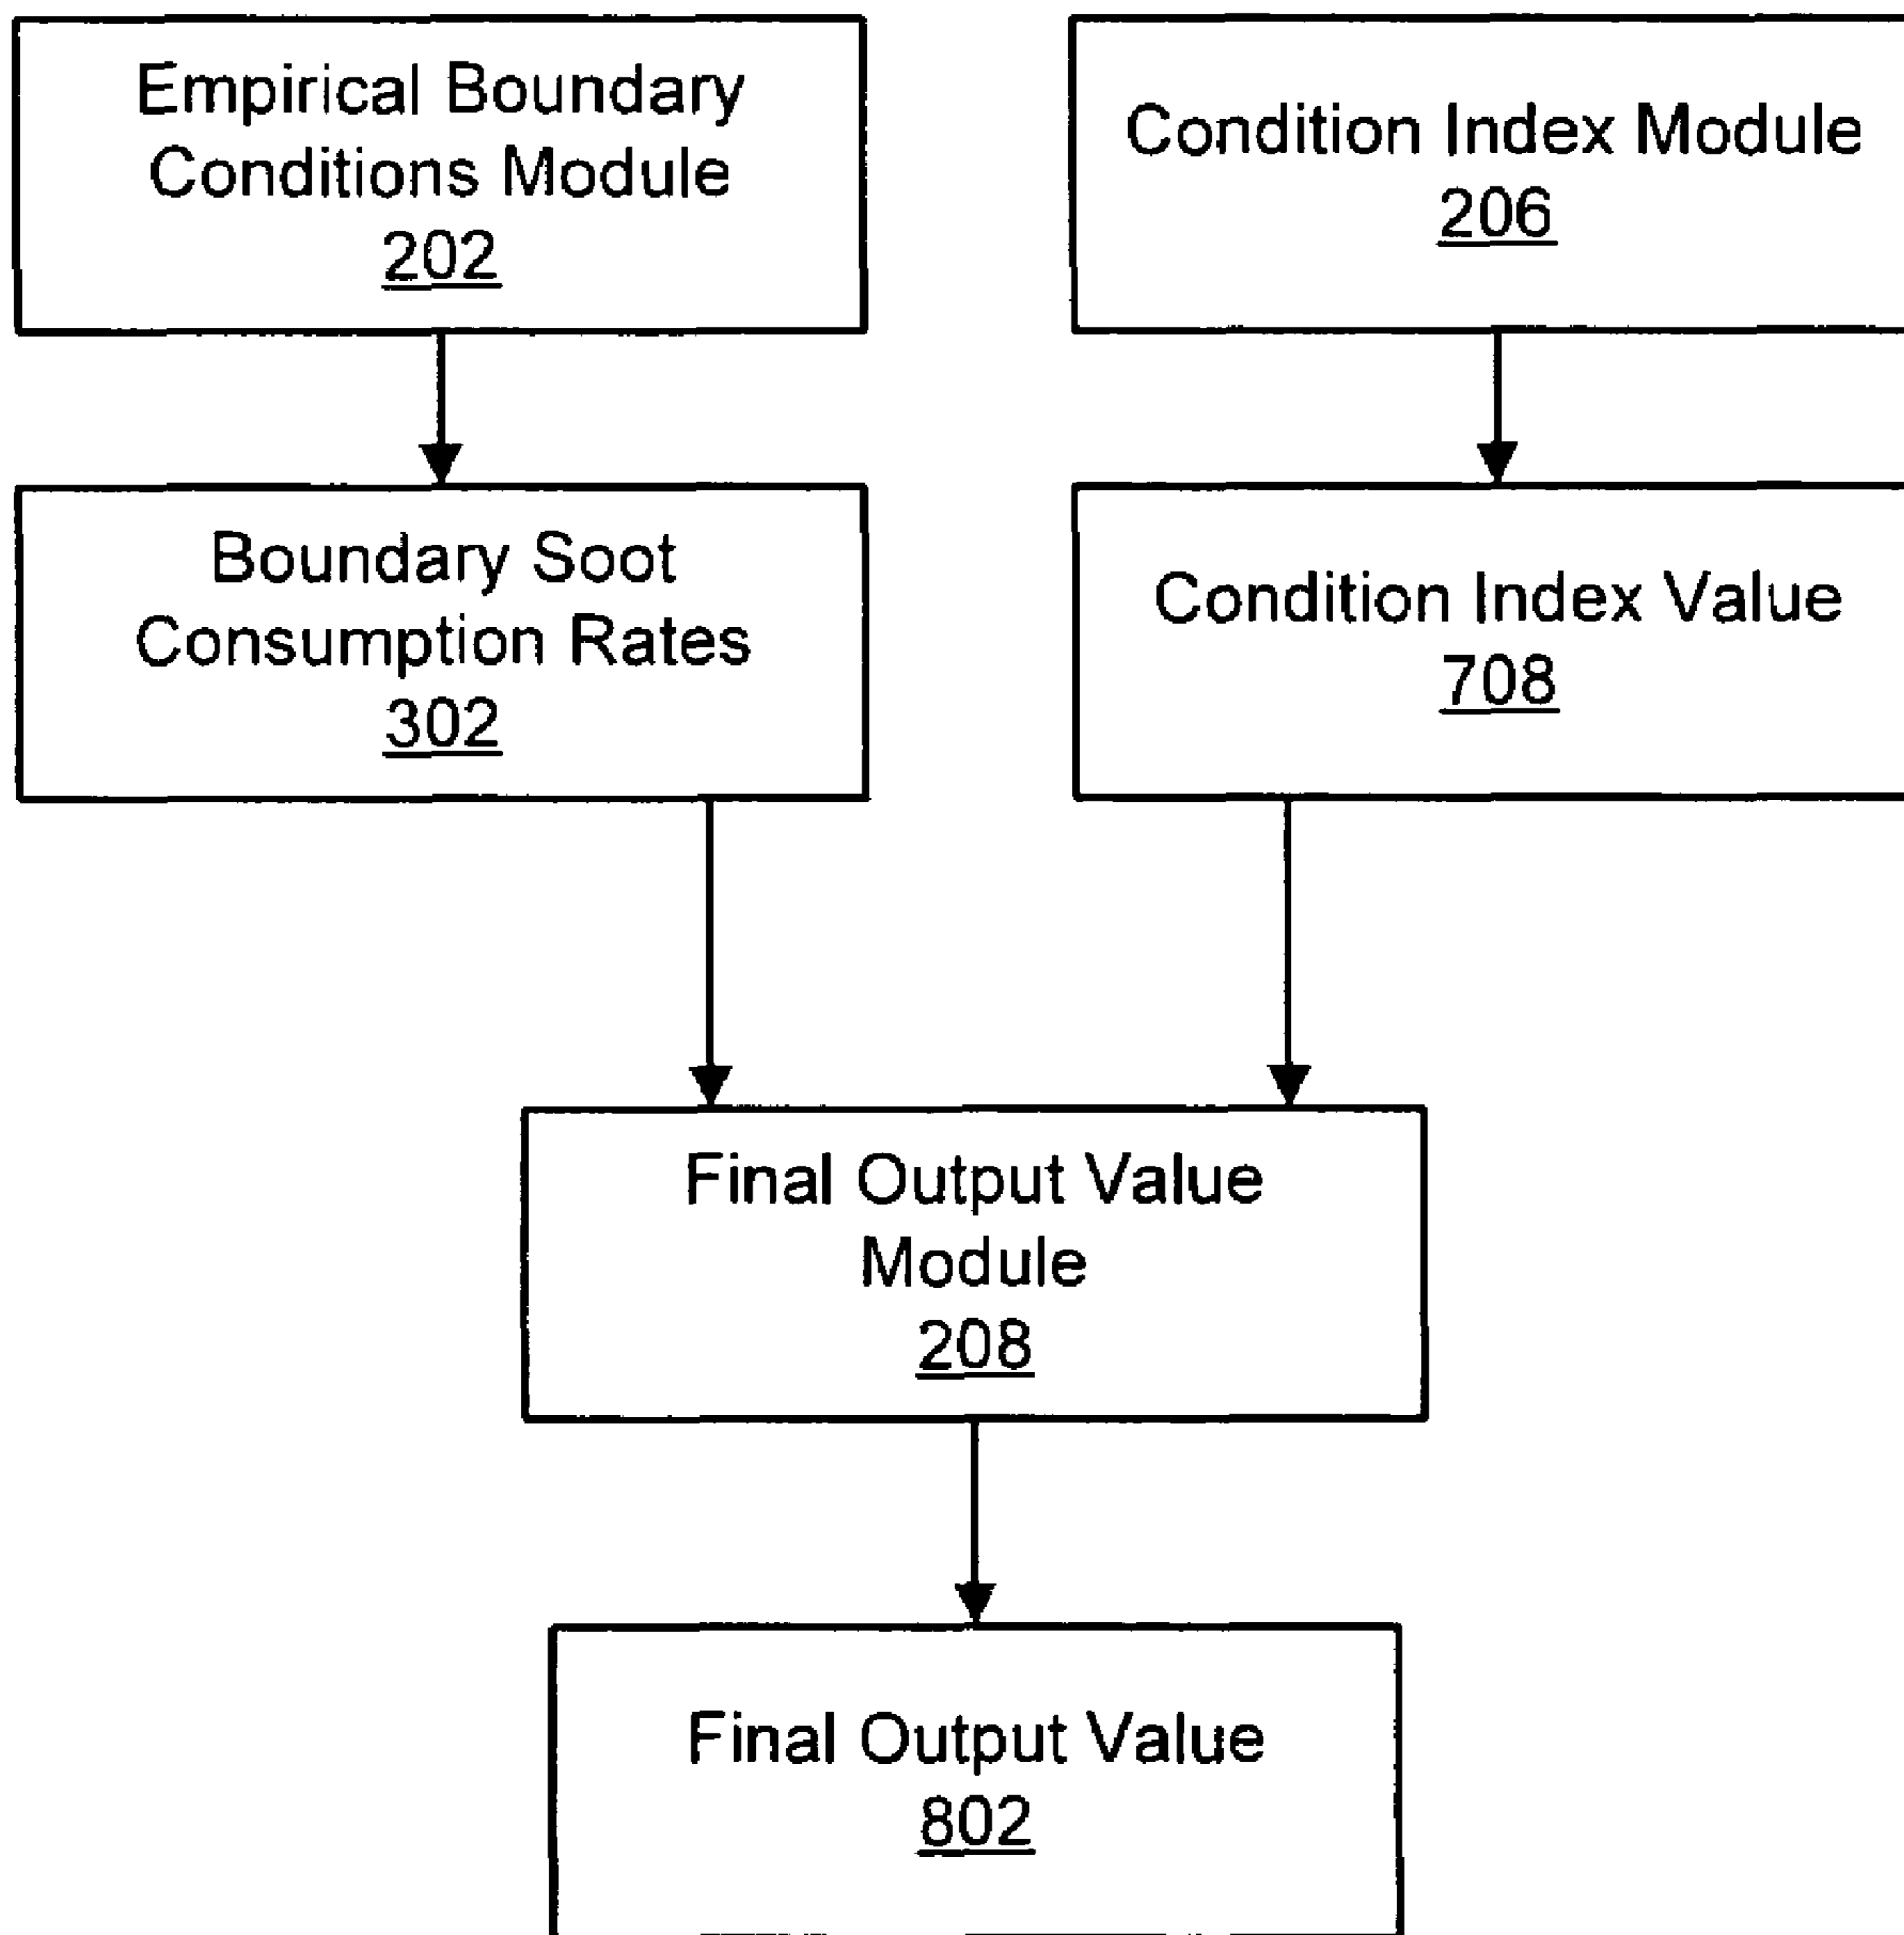 Empirical Boundary
Conditions Module
202
Condition Index Module
206
Boundary Soot
Consumption Rates
302
Condition Index Value
708
Final Output Value
Module
208
Final Output Value
802